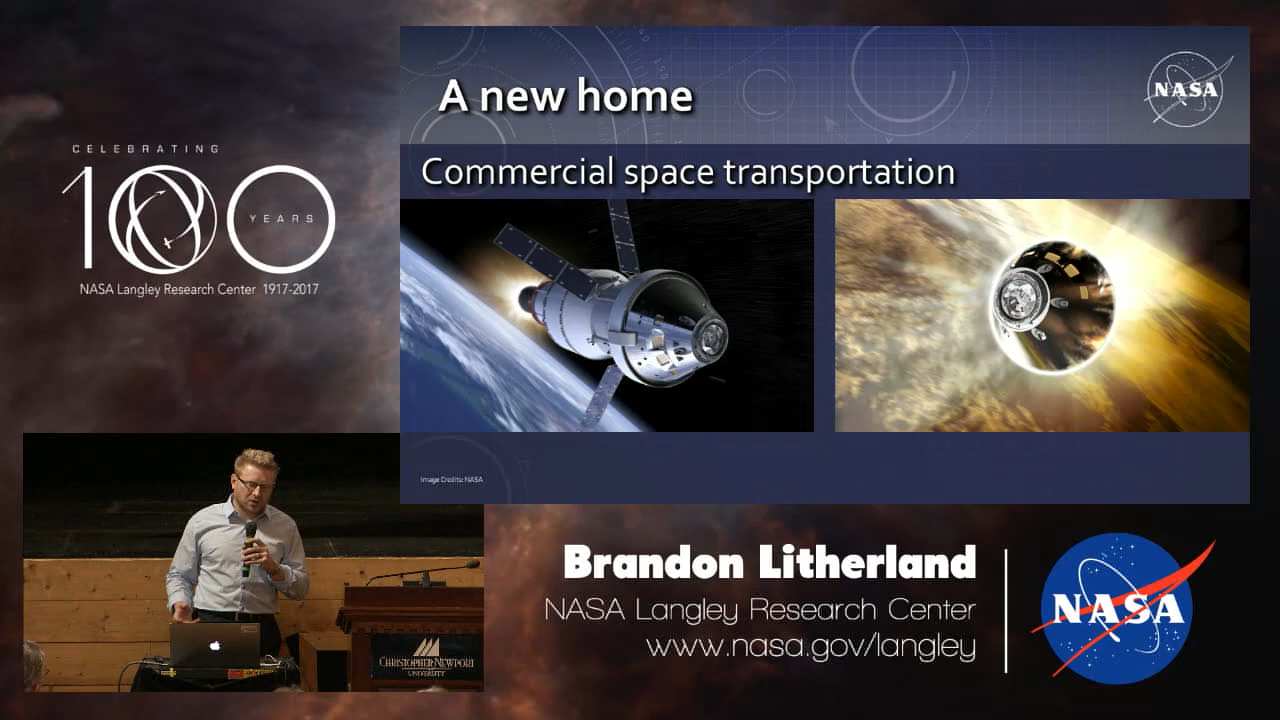 CELEBRATING
100
YEARS
NASA Langley Research Center 1917-2017
A new home
NASA
Commercial space transportation
Image Credits: NASA
CHRISTOPHER NEWPORT
UNIVERSITY
Brandon Litherland
NASA Langley Research Center
www.nasa.gov/langley
NASA